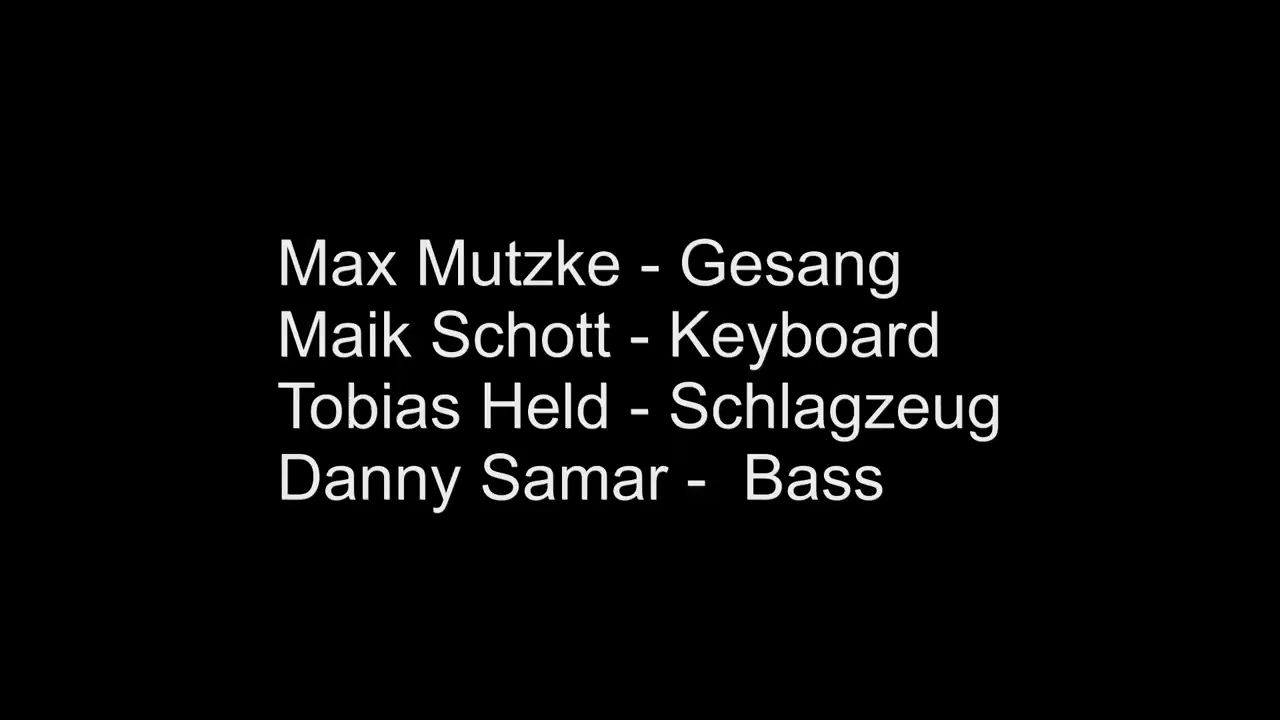 Max Mutzke - Gesang
Maik Schott - Keyboard
Tobias Held - Schlagzeug
Danny Samar -  Bass